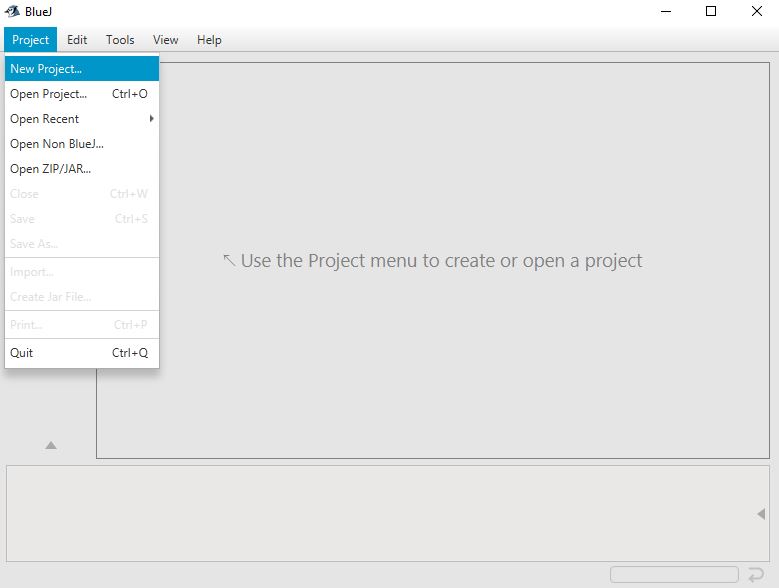 BlueJ
Project Edit Tools View Help
New Project...
Open Project... Ctrl+O
Open Recent
Open Non BlueJ...
Open ZIP/JAR...
Close Ctrl+W
Save Ctrl+S
Save As...
Import...
Create Jar File...
Print... Ctrl+P
Quit Ctrl+Q
Use the Project menu to create or open a project